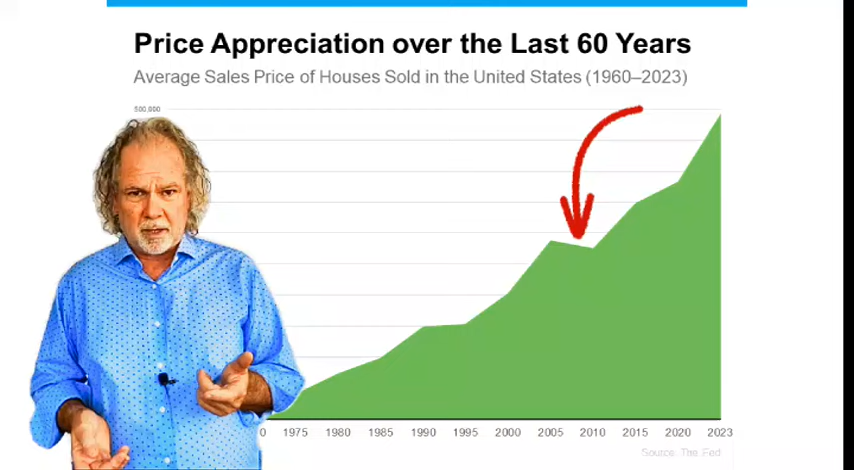 Price Appreciation over the Last 60 Years
Average Sales Price of Houses Sold in the United States (1960–2023)
500,000
0 1975 1980 1985 1990 1995 2000 2005 2010 2015 2020 2023
Source: The Fed